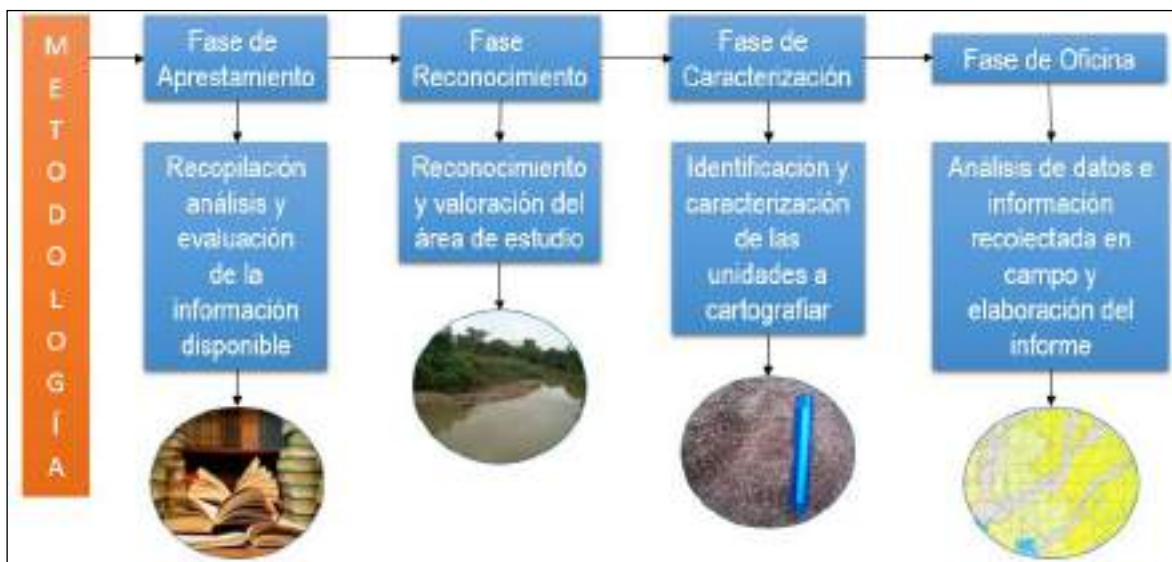 METODOLOGÍA
Fase de
Aprestamiento
Recopilación
análisis y
evaluación
de la
información
disponible
Fase
Reconocimiento
Reconocimiento
y valoración del
área de estudio
Fase de
Caracterización
Identificación y
caracterización
de las
unidades a
cartografiar
Fase de Oficina
Análisis de datos e
información
recolectada en
campo y
elaboración del
informe